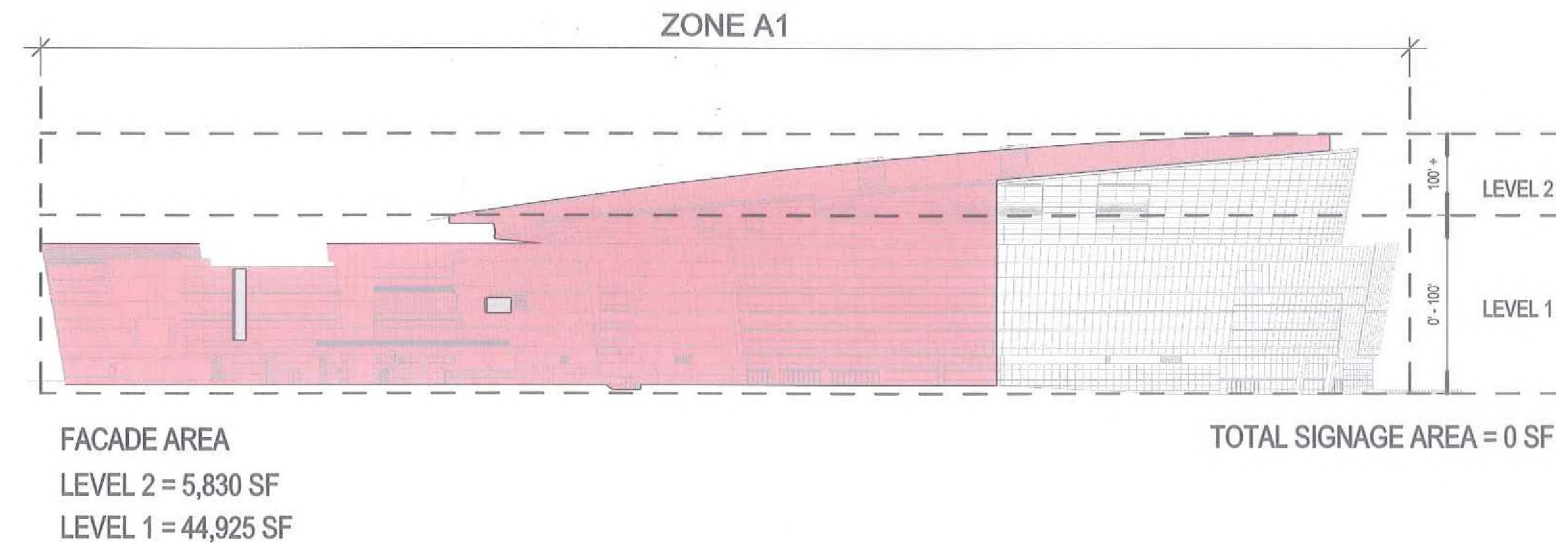 ZONE A1
100' +
LEVEL 2
0' - 100'
LEVEL 1
FACADE AREA
LEVEL 2 = 5,830 SF
LEVEL 1 = 44,925 SF
TOTAL SIGNAGE AREA = 0 SF